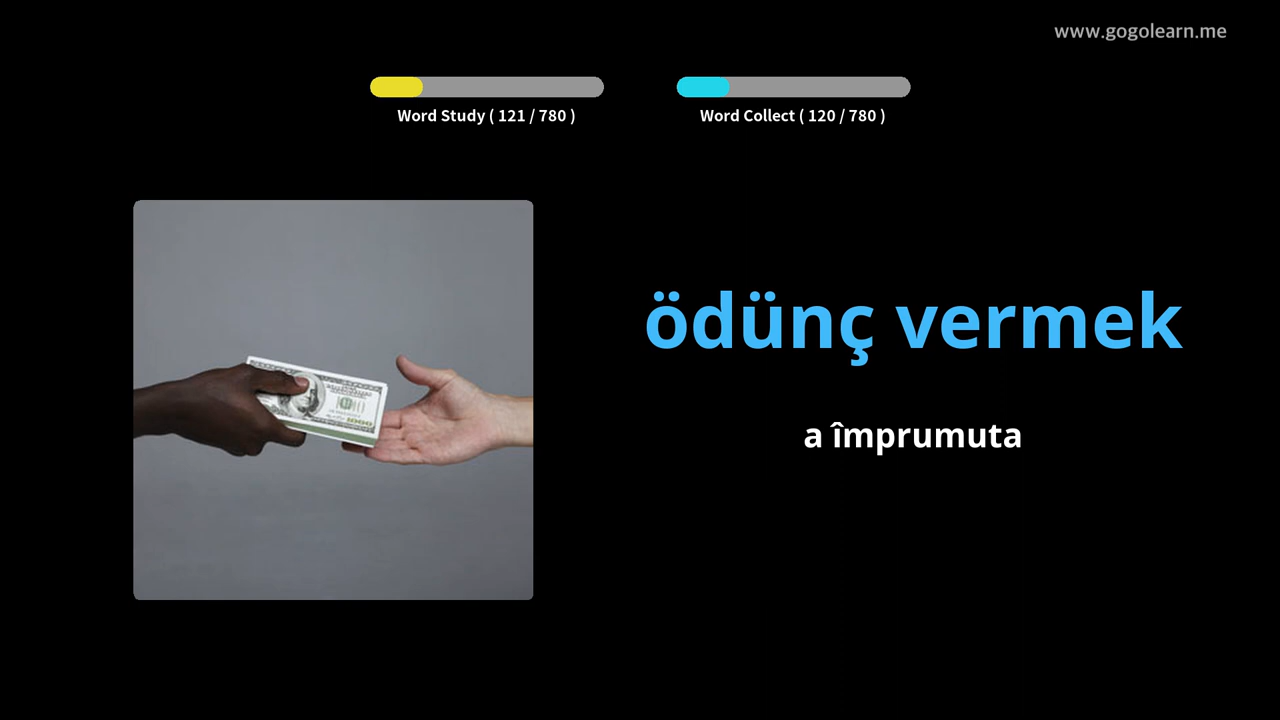 www.gogolearn.me
Word Study ( 121 / 780 )
Word Collect ( 120 / 780 )
ödünç vermek
a împrumuta